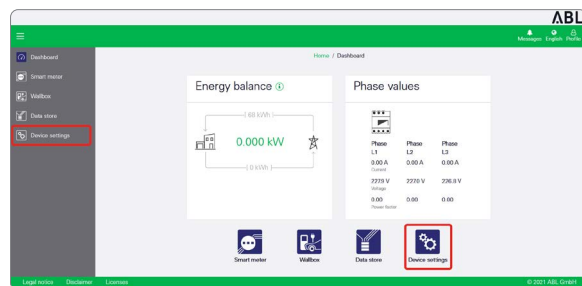 ABL
Messages English Profile
Dashboard
Smart meter
Wallbox
Data store
Device settings
Home / Dashboard
Energy balance
Phase values
0.000 kW
Phase Phase Phase
L1 L2 L3
0.00 A 0.00 A 0.00 A
Current
Voltage
0.00 0.00 0.00
Power factor
Smart meter Wallbox Data store Device settings
Legal notice Disclaimer Licenses © 2021 ABL GmbH